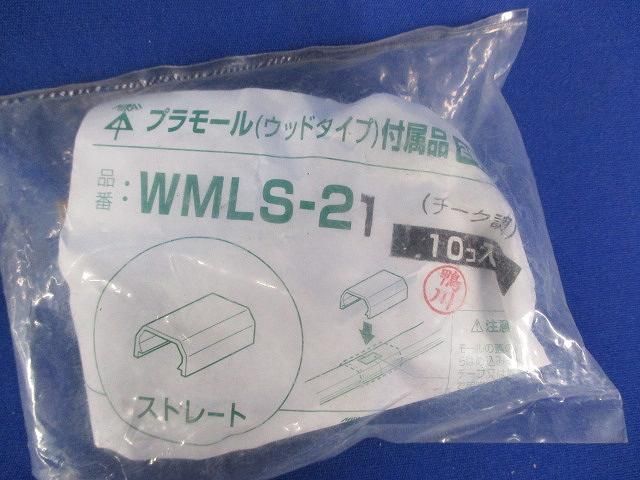 MIRAI
プラモール(ウッドタイプ)付属品
品番: WMLS-21
(チーク調)
10コ入
鴨川
ストレート
⚠注意